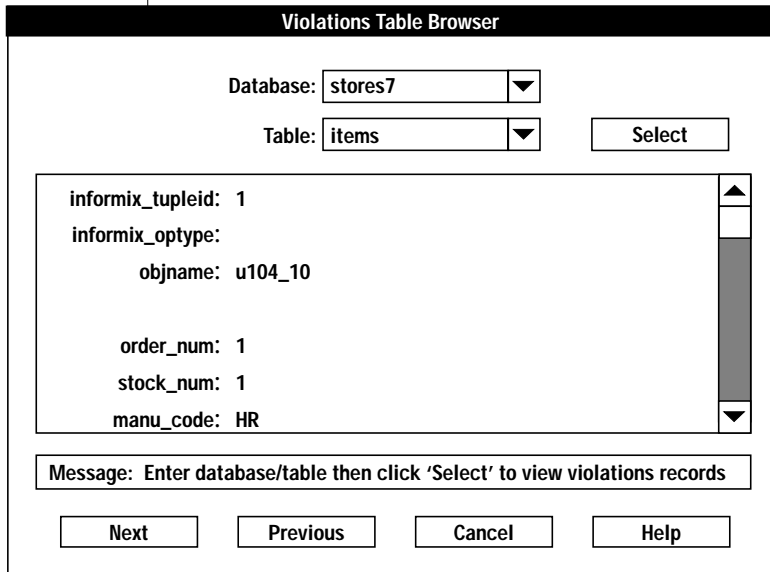 Violations Table Browser
Database: stores7
Table: items Select
informix_tupleid: 1
informix_optype:
objname: u104_10
order_num: 1
stock_num: 1
manu_code: HR
Message: Enter database/table then click ‘Select’ to view violations records
Next Previous Cancel Help